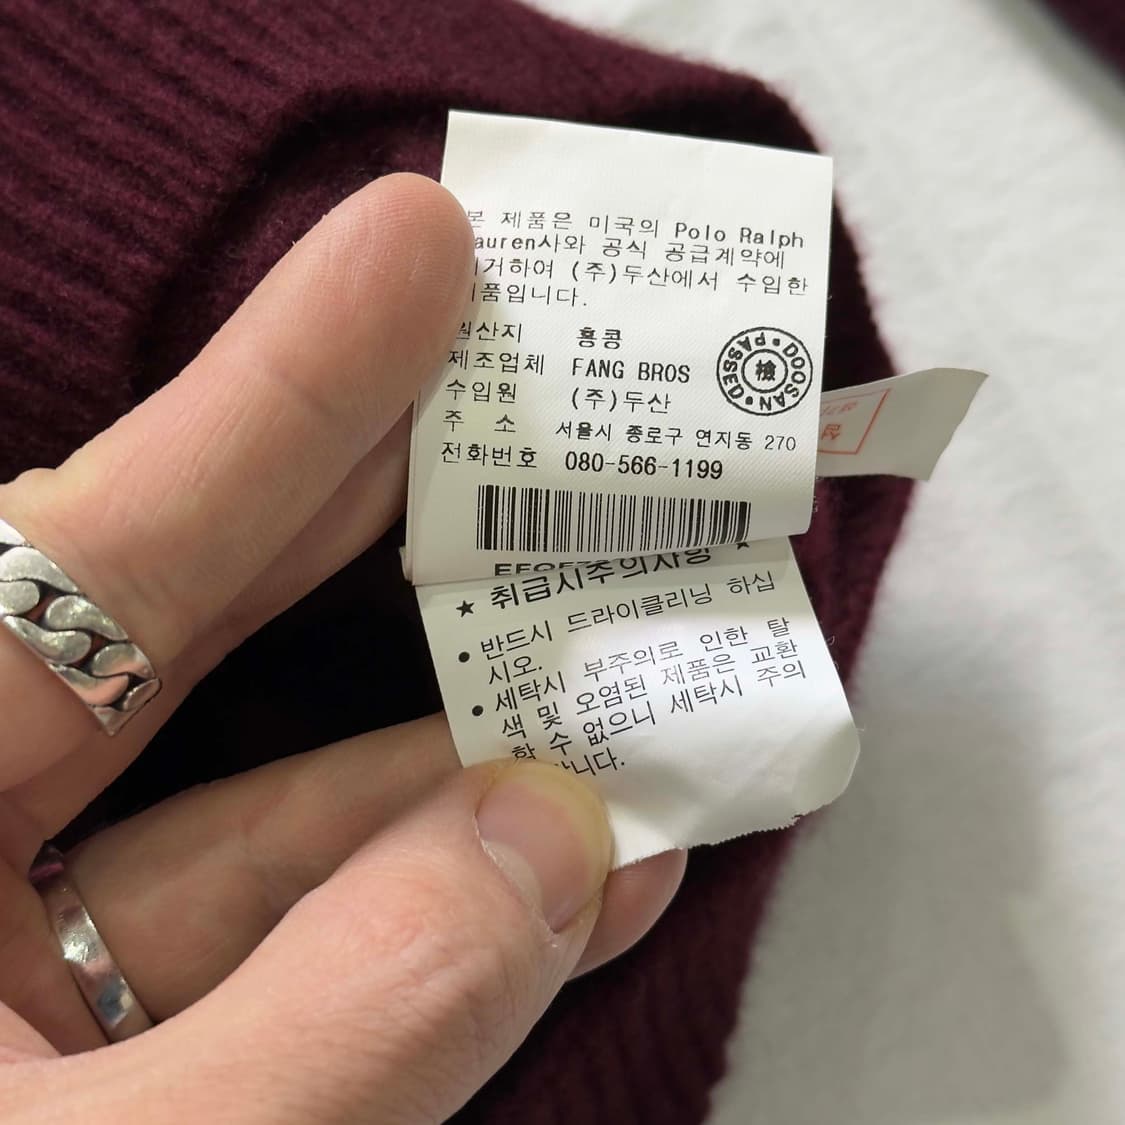 제품은 미국의 Polo Ralph
Lauren사와 공식 공급계약에
의거하여 (주)두산에서 수입한
제품입니다.
원산지 홍콩
제조업체 FANG BROS
수입원 (주)두산
주 소 서울시 종로구 연지동 270
전화번호 080-566-1199
DOOSAN • PASSED •
檢
★ 취급시주의사항 ★
• 반드시 드라이클리닝 하십
시오.
• 세탁시 부주의로 인한 탈
색 및 오염된 제품은 교환
할 수 없으니 세탁시 주의